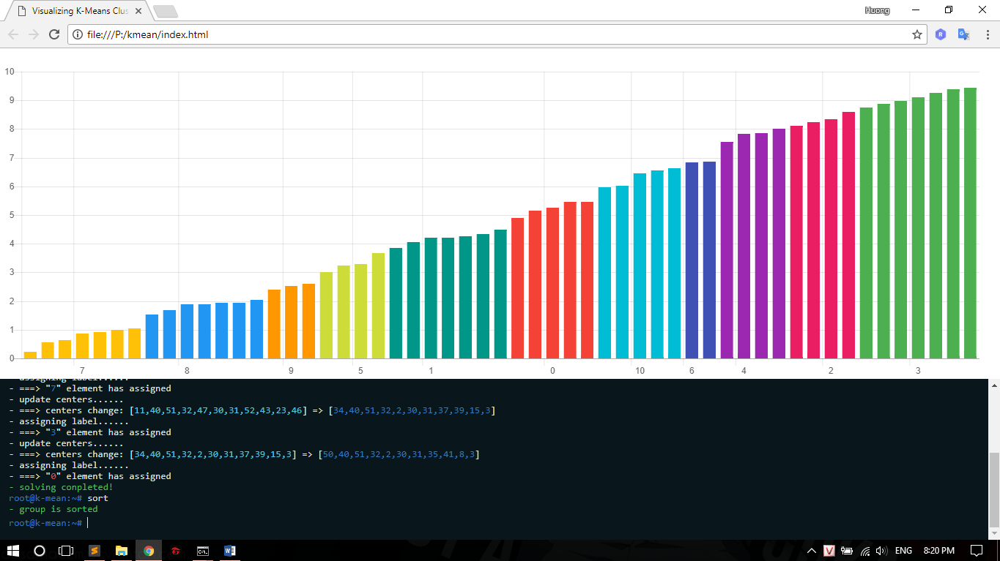 Visualizing K-Means Clus
Huong
file:///P:/kmean/index.html
10
9
8
7
6
5
4
3
2
1
0
7 8 9 5 1 0 10 6 4 2 3
- assigning label......
- ===> "7" element has assigned
- update centers......
- ===> centers change: [11,40,51,32,47,30,31,52,43,23,46] => [34,40,51,32,2,30,31,37,39,15,3]
- assigning label......
- ===> "3" element has assigned
- update centers......
- ===> centers change: [34,40,51,32,2,30,31,37,39,15,3] => [50,40,51,32,2,30,31,35,41,8,3]
- assigning label......
- ===> "0" element has assigned
- solving conpleted!
root@k-mean:~# sort
- group is sorted
root@k-mean:~#
ENG 8:20 PM